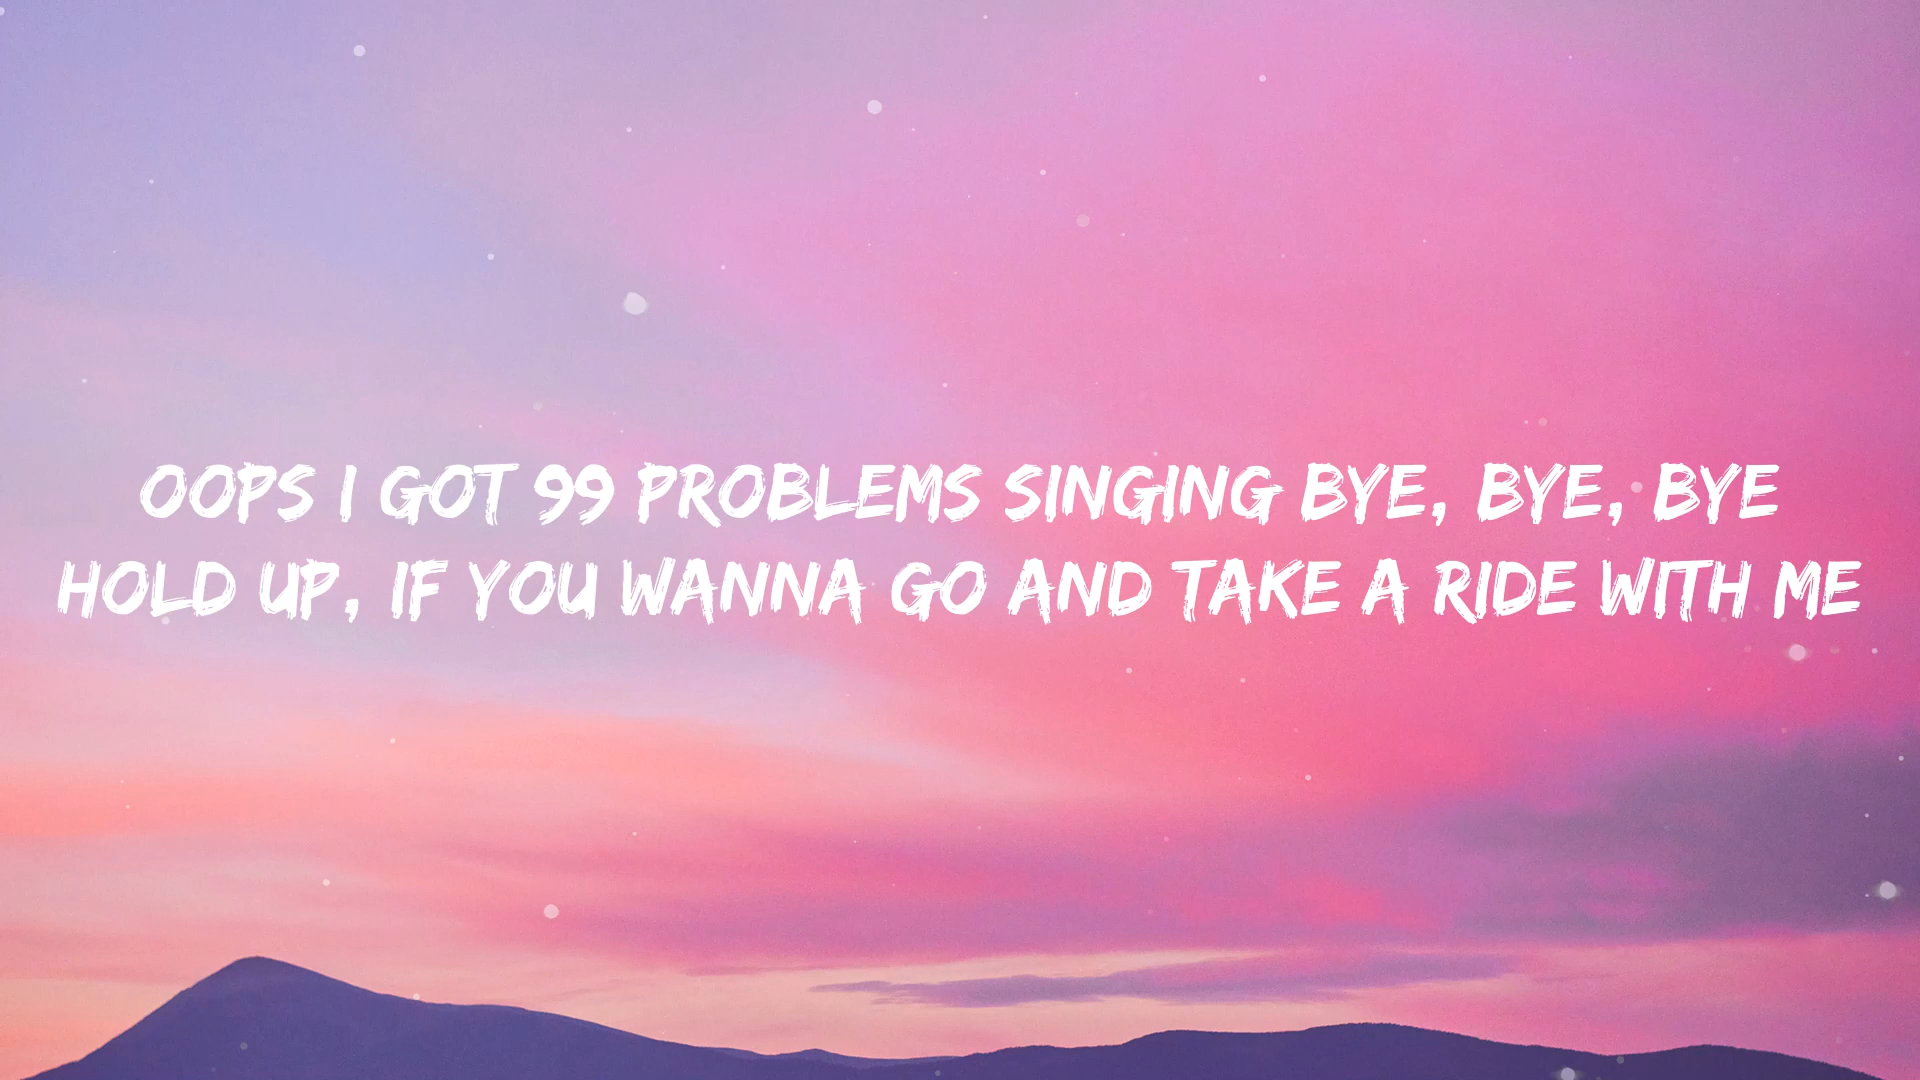 OOPS I GOT 99 PROBLEMS SINGING BYE, BYE, BYE
HOLD UP, IF YOU WANNA GO AND TAKE A RIDE WITH ME